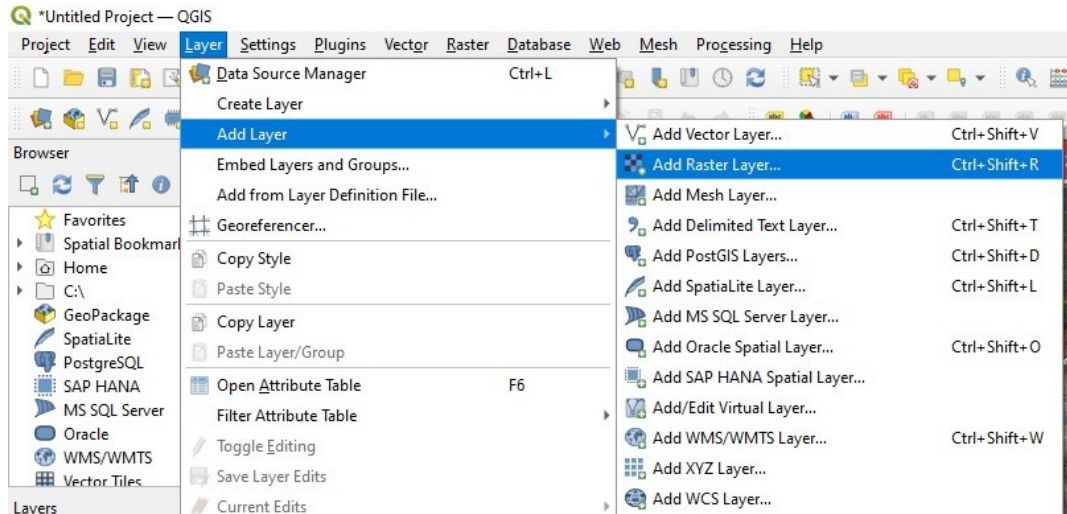 *Untitled Project — QGIS
Project Edit View Layer Settings Plugins Vector Raster Database Web Mesh Processing Help
Data Source Manager Ctrl+L
Create Layer
Add Layer
Embed Layers and Groups...
Add from Layer Definition File...
Georeferencer...
Copy Style
Paste Style
Copy Layer
Paste Layer/Group
Open Attribute Table F6
Filter Attribute Table
Toggle Editing
Save Layer Edits
Current Edits
Add Vector Layer... Ctrl+Shift+V
Add Raster Layer... Ctrl+Shift+R
Add Mesh Layer...
Add Delimited Text Layer... Ctrl+Shift+T
Add PostGIS Layers... Ctrl+Shift+D
Add SpatiaLite Layer... Ctrl+Shift+L
Add MS SQL Server Layer...
Add Oracle Spatial Layer... Ctrl+Shift+O
Add SAP HANA Spatial Layer...
Add/Edit Virtual Layer...
Add WMS/WMTS Layer... Ctrl+Shift+W
Add XYZ Layer...
Add WCS Layer...
Browser
Favorites
Spatial Bookmar
Home
C:\
GeoPackage
SpatiaLite
PostgreSQL
SAP HANA
MS SQL Server
Oracle
WMS/WMTS
Vector Tiles
Layers